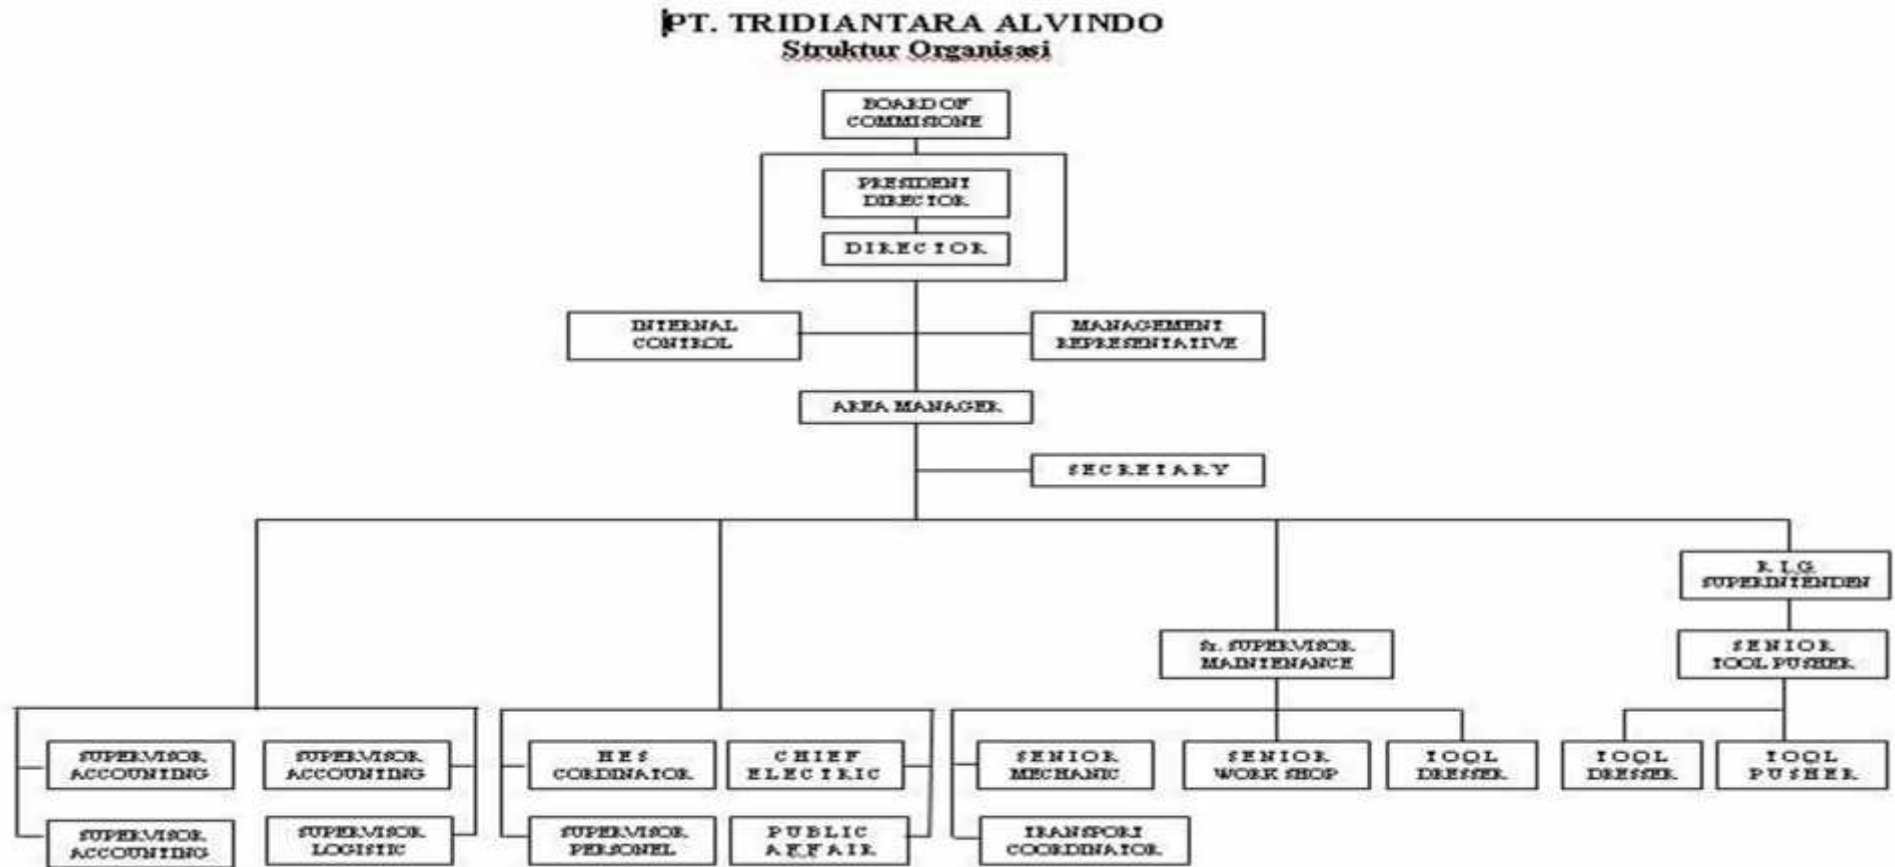 PT. TRIDIANTARA ALVINDO
Struktur Organisasi
BOARD OF
COMMISIONE
PRESIDENT
DIRECTOR
DIRECTOR
INTERNAL
CONTROL
MANAGEMENT
REPRESENTATIVE
AREA MANAGER
SECRETARY
R I G
SUPERINTENDEN
Sr. SUPERVISOR
MAINTENANCE
SENIOR
TOOL PUSHER
SUPERVISOR
ACCOUNTING
SUPERVISOR
ACCOUNTING
HES
CORDINATOR
CHIEF
ELECTRIC
SENIOR
MECHANIC
SENIOR
WORK SHOP
TOOL
DRESSER
TOOL
DRESSER
TOOL
PUSHER
SUPERVISOR
ACCOUNTING
SUPERVISOR
LOGISTIC
SUPERVISOR
PERSONEL
PUBLIC
AFFAIR
TRANSPORT
COORDINATOR